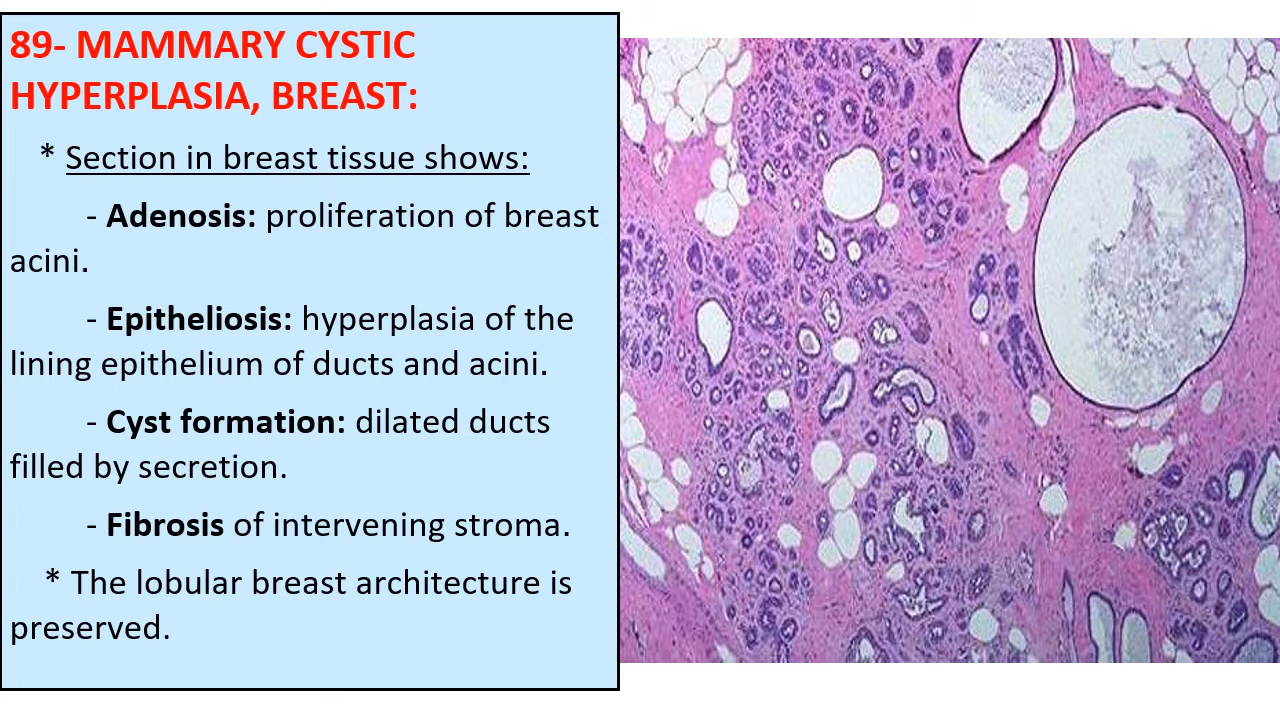 89- MAMMARY CYSTIC
HYPERPLASIA, BREAST:
* Section in breast tissue shows:
- Adenosis: proliferation of breast
acini.
- Epitheliosis: hyperplasia of the
lining epithelium of ducts and acini.
- Cyst formation: dilated ducts
filled by secretion.
- Fibrosis of intervening stroma.
* The lobular breast architecture is
preserved.